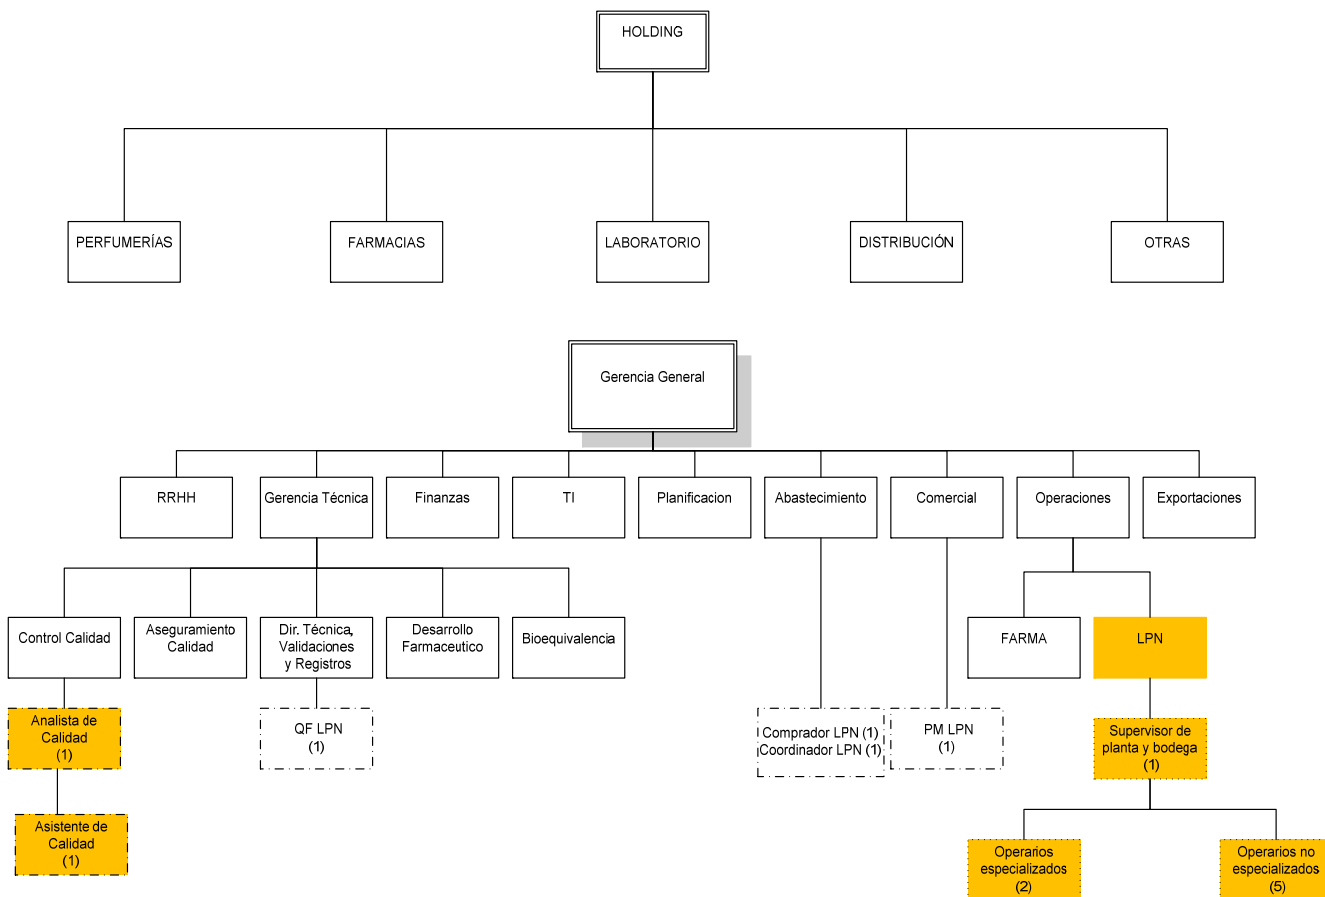 HOLDING
PERFUMERÍAS
FARMACIAS
LABORATORIO
DISTRIBUCIÓN
OTRAS
Gerencia General
RRHH
Gerencia Técnica
Finanzas
TI
Planificacion
Abastecimiento
Comercial
Operaciones
Exportaciones
Control Calidad
Aseguramiento
Calidad
Dir. Técnica,
Validaciones
y Registros
Desarrollo
Farmaceutico
Bioequivalencia
FARMA
LPN
Analista de
Calidad
(1)
QF LPN
(1)
Comprador LPN (1)
Coordinador LPN (1)
PM LPN
(1)
Supervisor de
planta y bodega
(1)
Asistente de
Calidad
(1)
Operarios
especializados
(2)
Operarios no
especializados
(5)